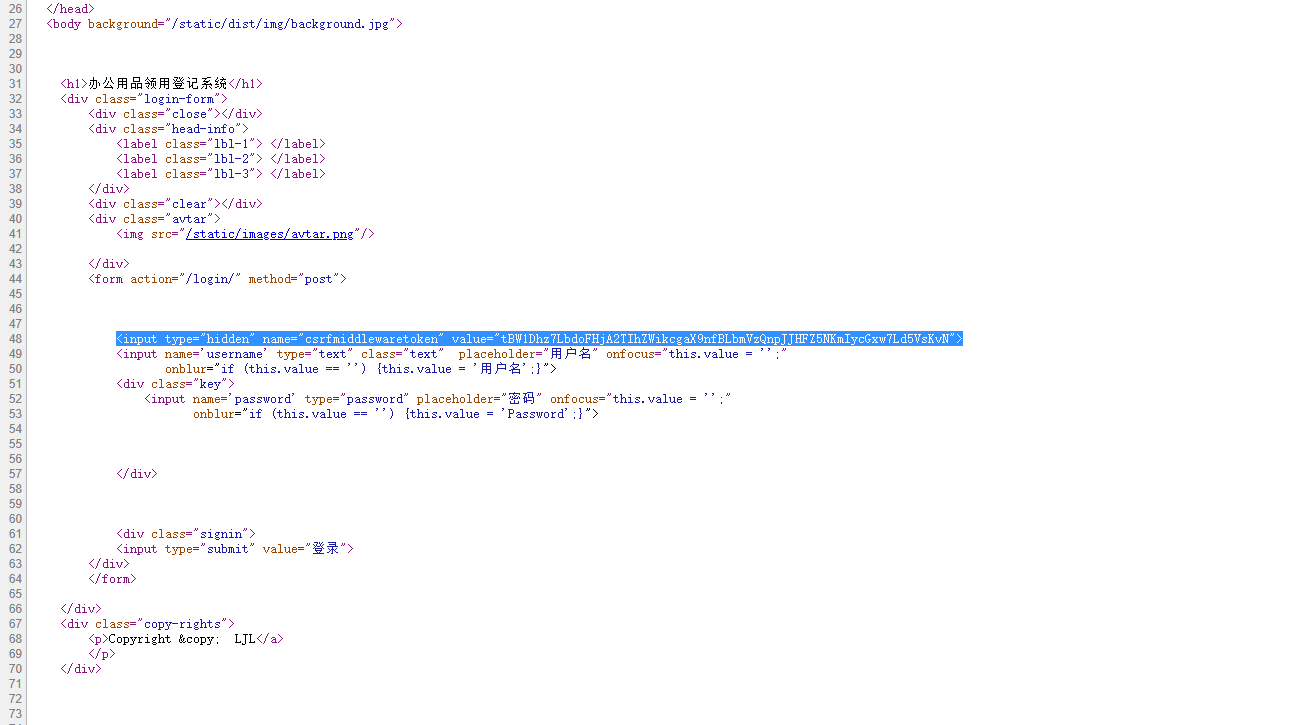 26 </head>
27 <body background="/static/dist/img/background.jpg">
28
29
30
31 <h1>办公用品领用登记系统</h1>
32 <div class="login-form">
33 <div class="close"></div>
34 <div class="head-info">
35 <label class="lbl-1"> </label>
36 <label class="lbl-2"> </label>
37 <label class="lbl-3"> </label>
38 </div>
39 <div class="clear"></div>
40 <div class="avtar">
41 <img src="/static/images/avtar.png"/>
42
43 </div>
44 <form action="/login/" method="post">
45
46
47
48 <input type="hidden" name="csrfmiddlewaretoken" value="tBW1Dhz7LbdoFHjA2TIhZWikcgaX9nfBLbmVzQnpJJHFZ5NKmIycGxw7Ld5VsKvN">
49 <input name='username' type="text" class="text"  placeholder="用户名" onfocus="this.value = '';"
50 onblur="if (this.value == '') {this.value = '用户名';}">
51 <div class="key">
52 <input name='password' type="password" placeholder="密码" onfocus="this.value = '';"
53 onblur="if (this.value == '') {this.value = 'Password';}">
54
55
56
57 </div>
58
59
60
61 <div class="signin">
62 <input type="submit" value="登录">
63 </div>
64 </form>
65
66 </div>
67 <div class="copy-rights">
68 <p>Copyright &copy;  LJL</a>
69 </p>
70 </div>
71
72
73